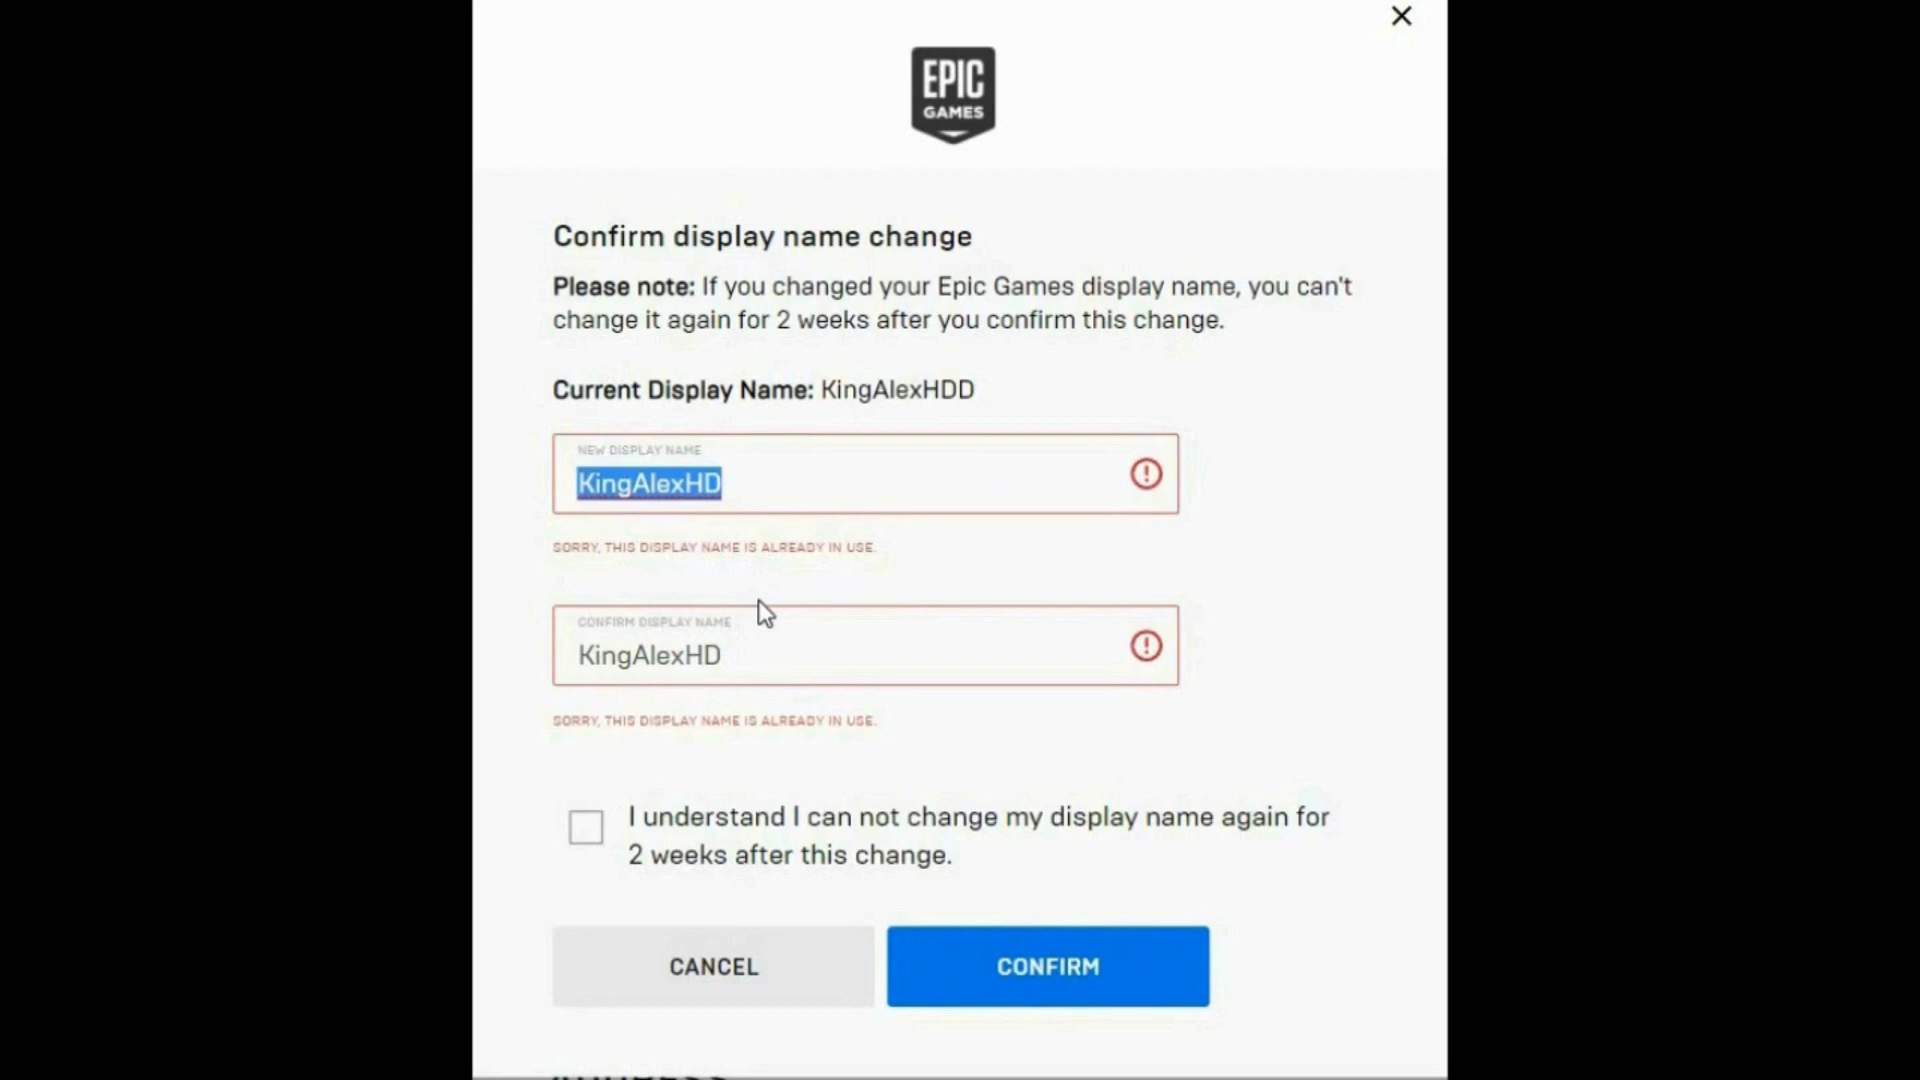 EPIC
GAMES
Confirm display name change
Please note: If you changed your Epic Games display name, you can't
change it again for 2 weeks after you confirm this change.
Current Display Name: KingAlexHDD
NEW DISPLAY NAME
KingAlexHD
SORRY, THIS DISPLAY NAME IS ALREADY IN USE.
CONFIRM DISPLAY NAME
KingAlexHD
SORRY, THIS DISPLAY NAME IS ALREADY IN USE.
I understand I can not change my display name again for
2 weeks after this change.
CANCEL
CONFIRM